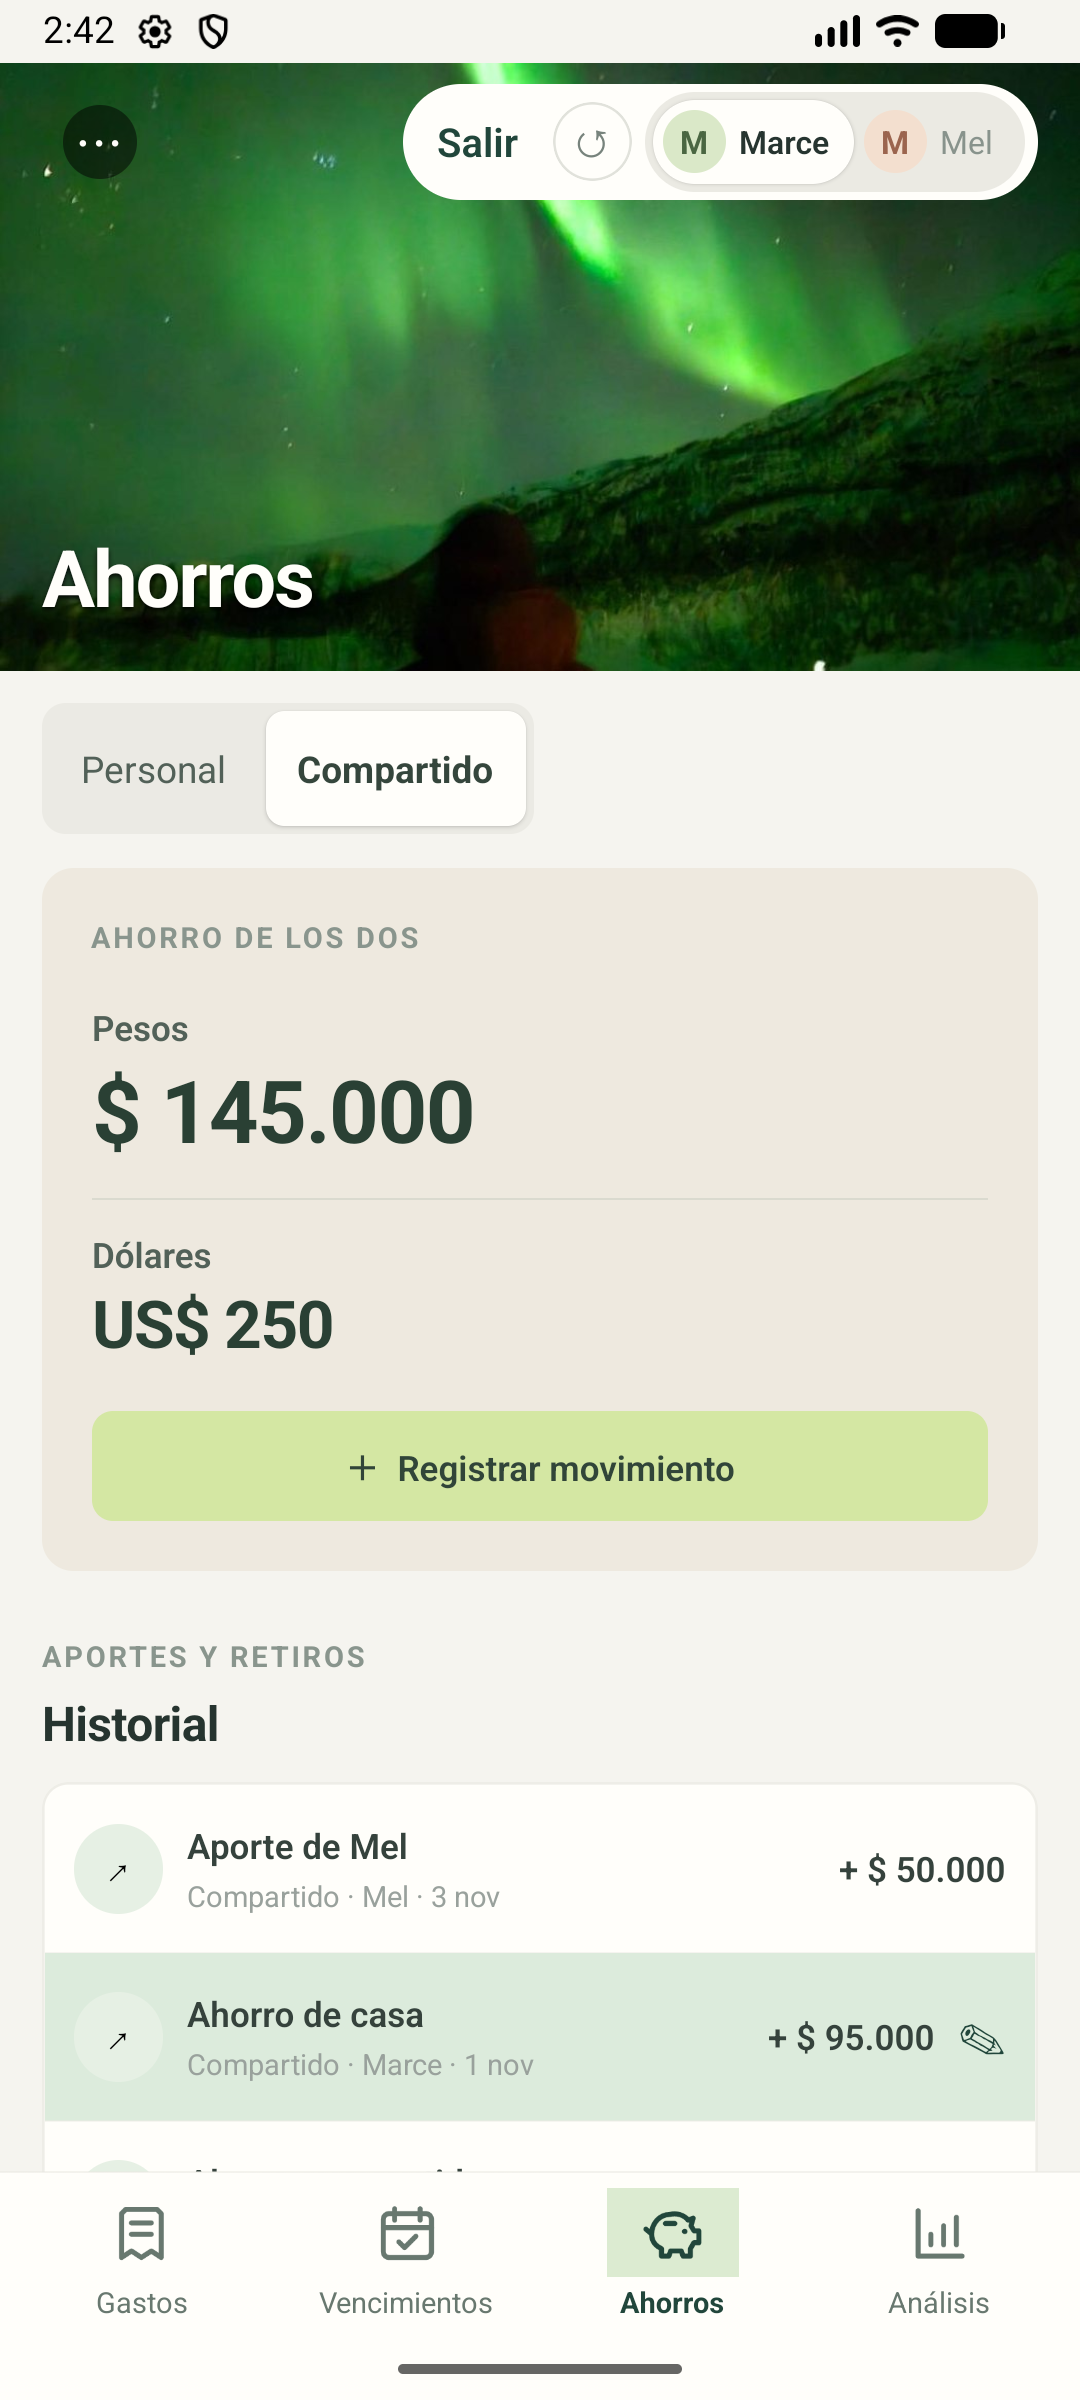 2:42
Salir
M Marce
M Mel
Ahorros
Personal
Compartido
AHORRO DE LOS DOS
Pesos
$ 145.000
Dólares
US$ 250
+ Registrar movimiento
APORTES Y RETIROS
Historial
Aporte de Mel
+ $ 50.000
Compartido · Mel · 3 nov
Ahorro de casa
+ $ 95.000
Compartido · Marce · 1 nov
Gastos
Vencimientos
Ahorros
Análisis